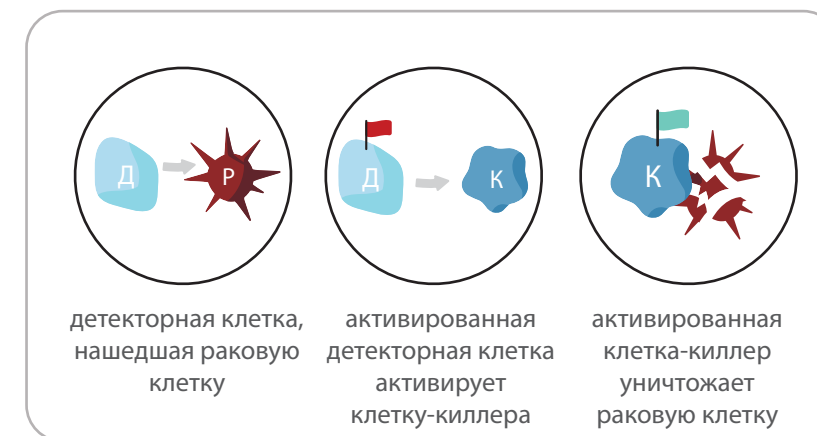 Д Р
Д К
К
детекторная клетка,
нашедшая раковую
клетку
активированная
детекторная клетка
активирует
клетку-киллера
активированная
клетка-киллер
уничтожает
раковую клетку